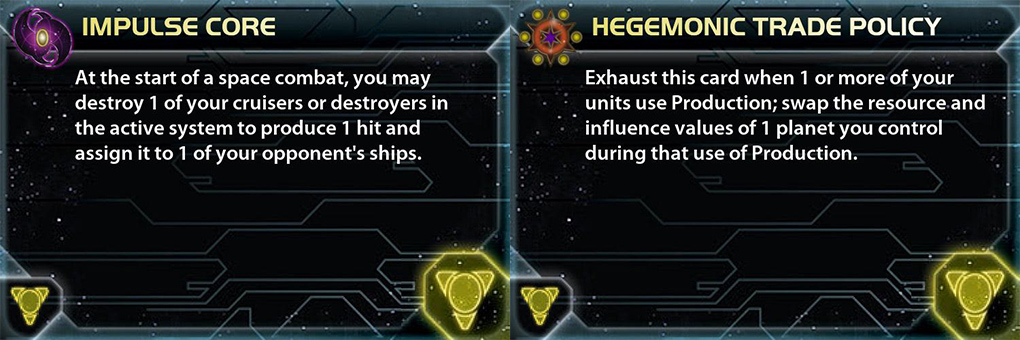 IMPULSE CORE
At the start of a space combat, you may
destroy 1 of your cruisers or destroyers in
the active system to produce 1 hit and
assign it to 1 of your opponent's ships.
HEGEMONIC TRADE POLICY
Exhaust this card when 1 or more of your
units use Production; swap the resource and
influence values of 1 planet you control
during that use of Production.